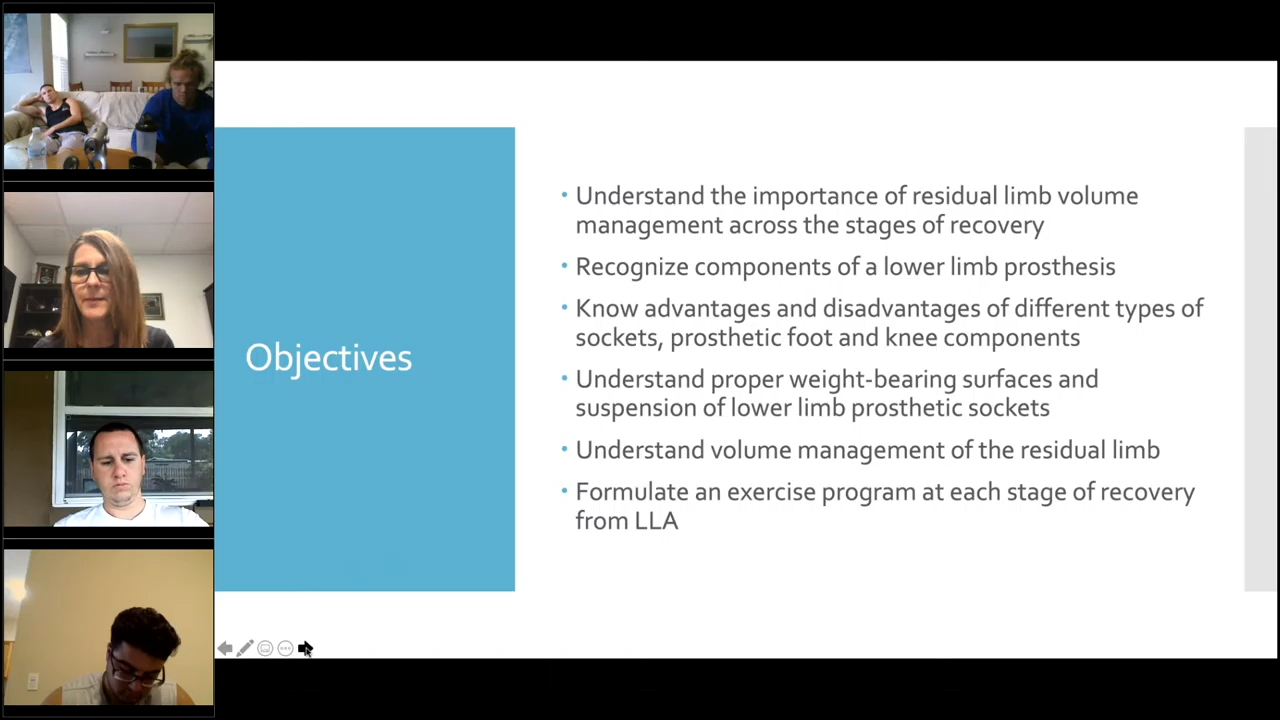 Objectives
• Understand the importance of residual limb volume
management across the stages of recovery
• Recognize components of a lower limb prosthesis
• Know advantages and disadvantages of different types of
sockets, prosthetic foot and knee components
• Understand proper weight-bearing surfaces and
suspension of lower limb prosthetic sockets
• Understand volume management of the residual limb
• Formulate an exercise program at each stage of recovery
from LLA